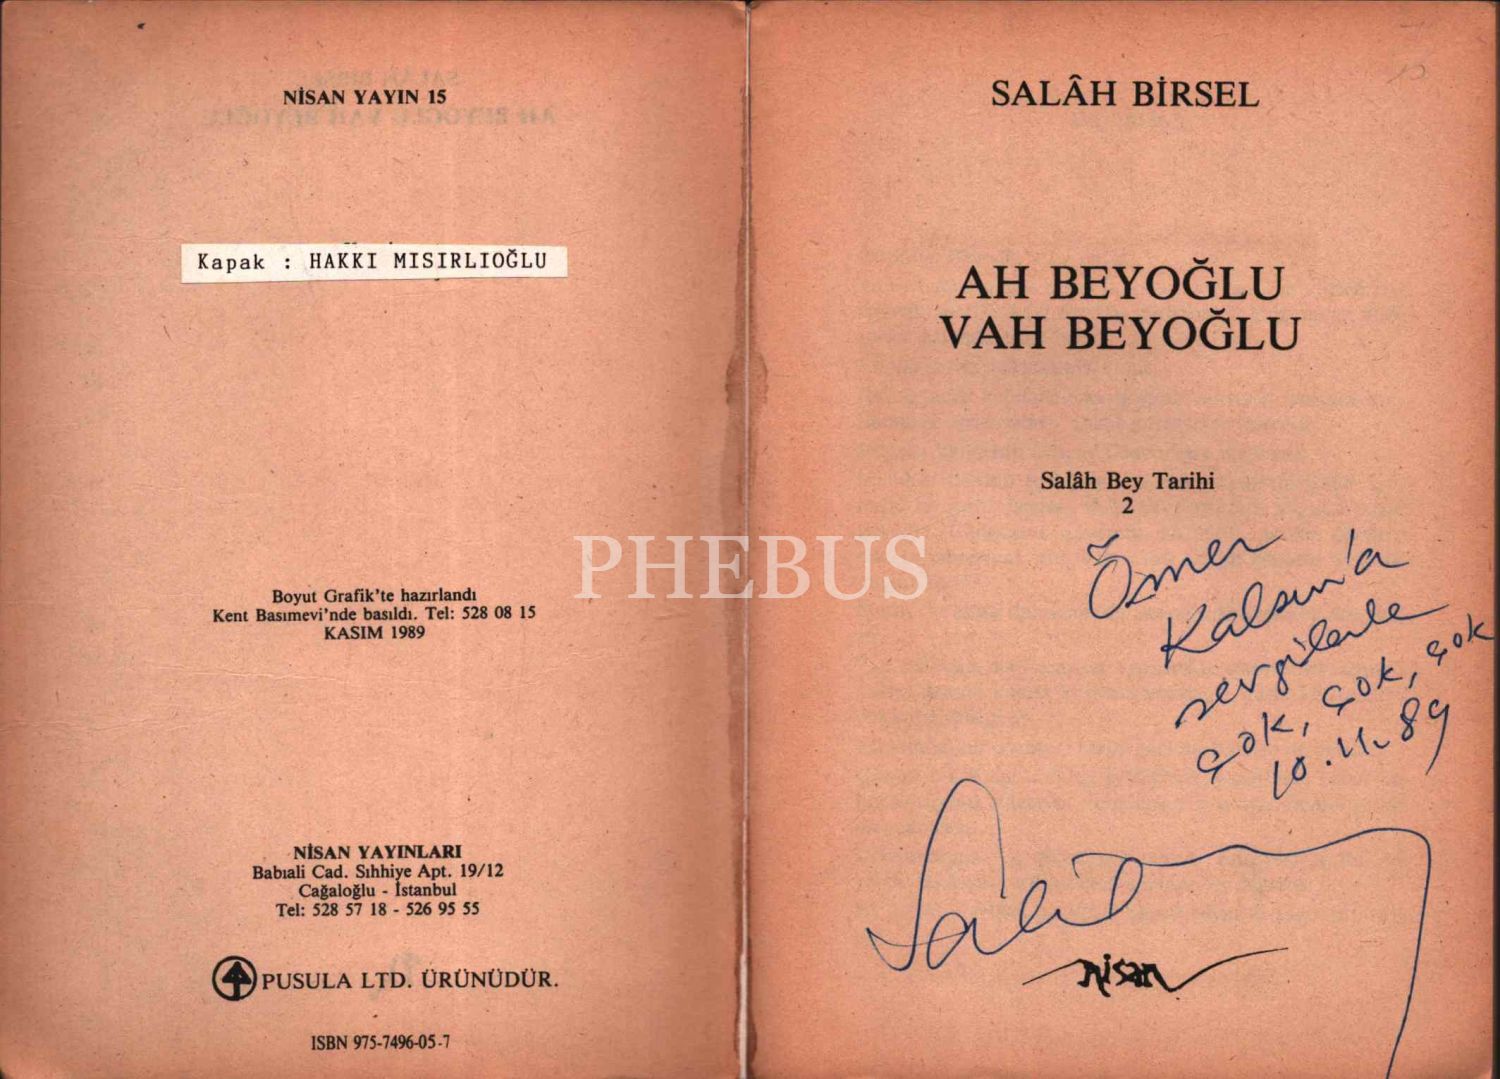 NİSAN YAYIN 15
Kapak : HAKKI MISIRLIOĞLU
Boyut Grafik'te hazırlandı
Kent Basımevi'nde basıldı. Tel: 528 08 15
KASIM 1989
NİSAN YAYINLARI
Babıali Cad. Sıhhiye Apt. 19/12
Cağaloğlu - İstanbul
Tel: 528 57 18 - 526 95 55
PUSULA LTD. ÜRÜNÜDÜR.
ISBN 975-7496-05-7
PHEBUS
SALÂH BİRSEL
AH BEYOĞLU
VAH BEYOĞLU
Salâh Bey Tarihi
2
Ömer
Kalsın'a
sevgilerle
çok, çok, çok
10.11.89
nisan